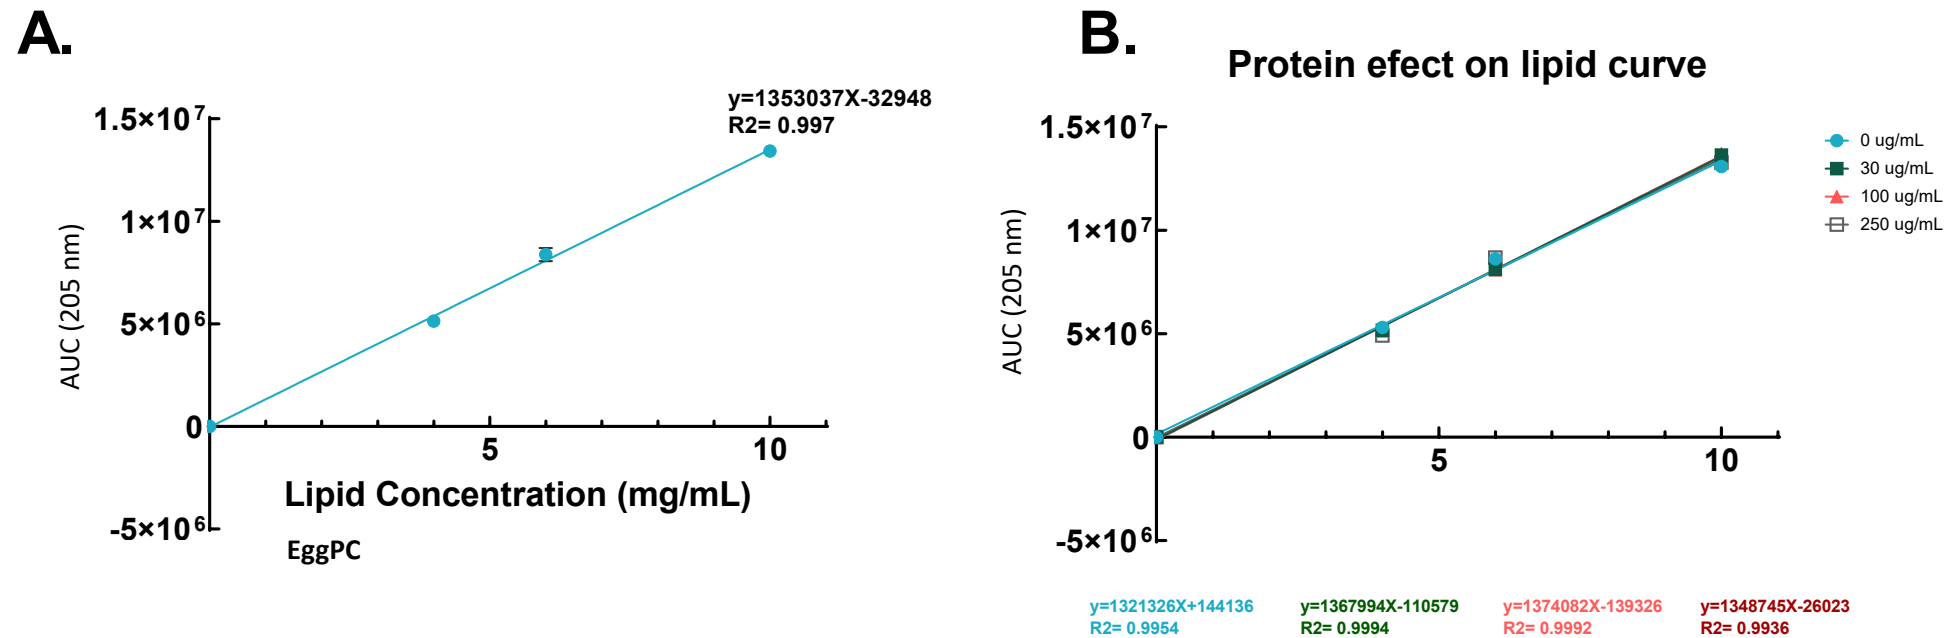 A.
y=1353037X-32948
R2= 0.997
1.5×10⁷
1×10⁷
5×10⁶
0
-5×10⁶
AUC (205 nm)
5
10
Lipid Concentration (mg/mL)
EggPC
B.
Protein efect on lipid curve
1.5×10⁷
1×10⁷
5×10⁶
0
-5×10⁶
AUC (205 nm)
5
10
0 ug/mL
30 ug/mL
100 ug/mL
250 ug/mL
y=1321326X+144136
R2= 0.9954
y=1367994X-110579
R2= 0.9994
y=1374082X-139326
R2= 0.9992
y=1348745X-26023
R2= 0.9936